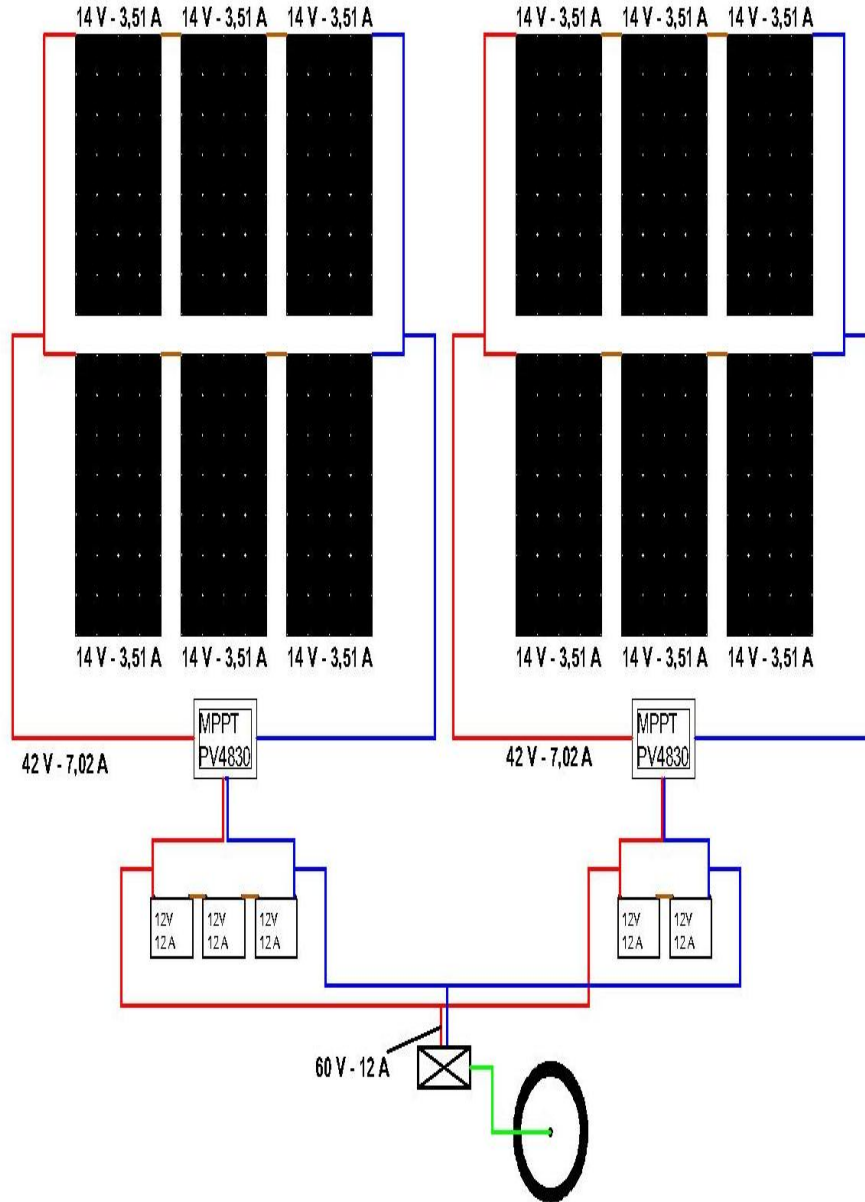 14 V - 3,51 A 14 V - 3,51 A 14 V - 3,51 A 14 V - 3,51 A 14 V - 3,51 A 14 V - 3,51 A
14 V - 3,51 A 14 V - 3,51 A 14 V - 3,51 A 14 V - 3,51 A 14 V - 3,51 A 14 V - 3,51 A
MPPT
PV4830
MPPT
PV4830
42 V - 7,02 A
42 V - 7,02 A
12V
12 A
12V
12 A
12V
12 A
12V
12 A
12V
12 A
60 V - 12 A